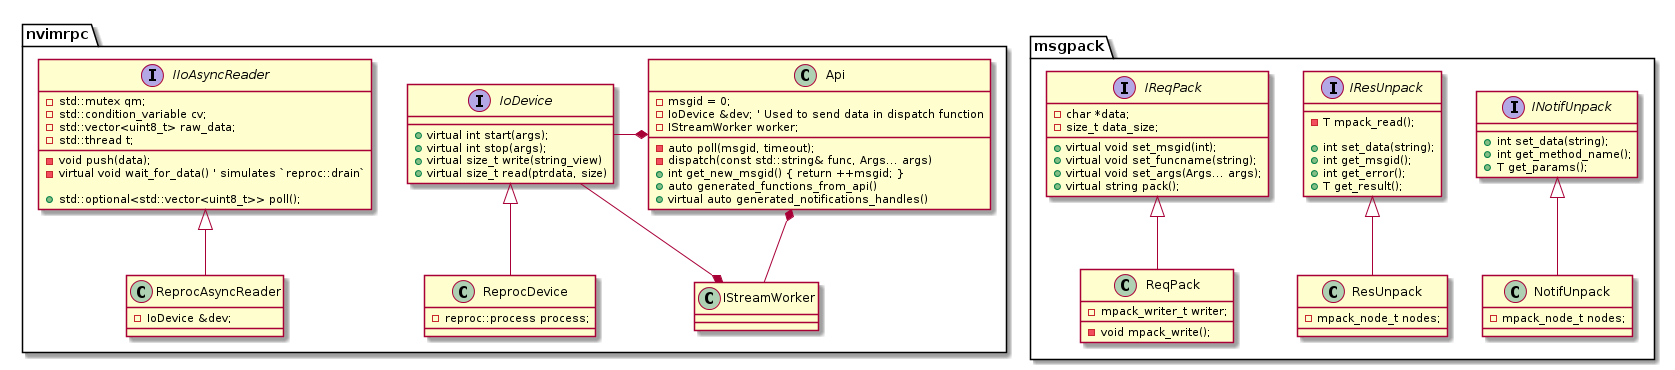 nvimrpc
I IIoAsyncReader
std::mutex qm;
std::condition_variable cv;
std::vector<uint8_t> raw_data;
std::thread t;
void push(data);
virtual void wait_for_data() ' simulates `reproc::drain`
std::optional<std::vector<uint8_t>> poll();
I IoDevice
virtual int start(args);
virtual int stop(args);
virtual size_t write(string_view)
virtual size_t read(ptrdata, size)
C Api
msgid = 0;
IoDevice &dev; ' Used to send data in dispatch function
IStreamWorker worker;
auto poll(msgid, timeout);
dispatch(const std::string& func, Args... args)
int get_new_msgid() { return ++msgid; }
auto generated_functions_from_api()
virtual auto generated_notifications_handles()
C ReprocAsyncReader
IoDevice &dev;
C ReprocDevice
reproc::process process;
C IStreamWorker
msgpack
I IReqPack
char *data;
size_t data_size;
virtual void set_msgid(int);
virtual void set_funcname(string);
virtual void set_args(Args... args);
virtual string pack();
I IResUnpack
T mpack_read();
int set_data(string);
int get_msgid();
int get_error();
T get_result();
I INotifUnpack
int set_data(string);
int get_method_name();
T get_params();
C ReqPack
mpack_writer_t writer;
void mpack_write();
C ResUnpack
mpack_node_t nodes;
C NotifUnpack
mpack_node_t nodes;